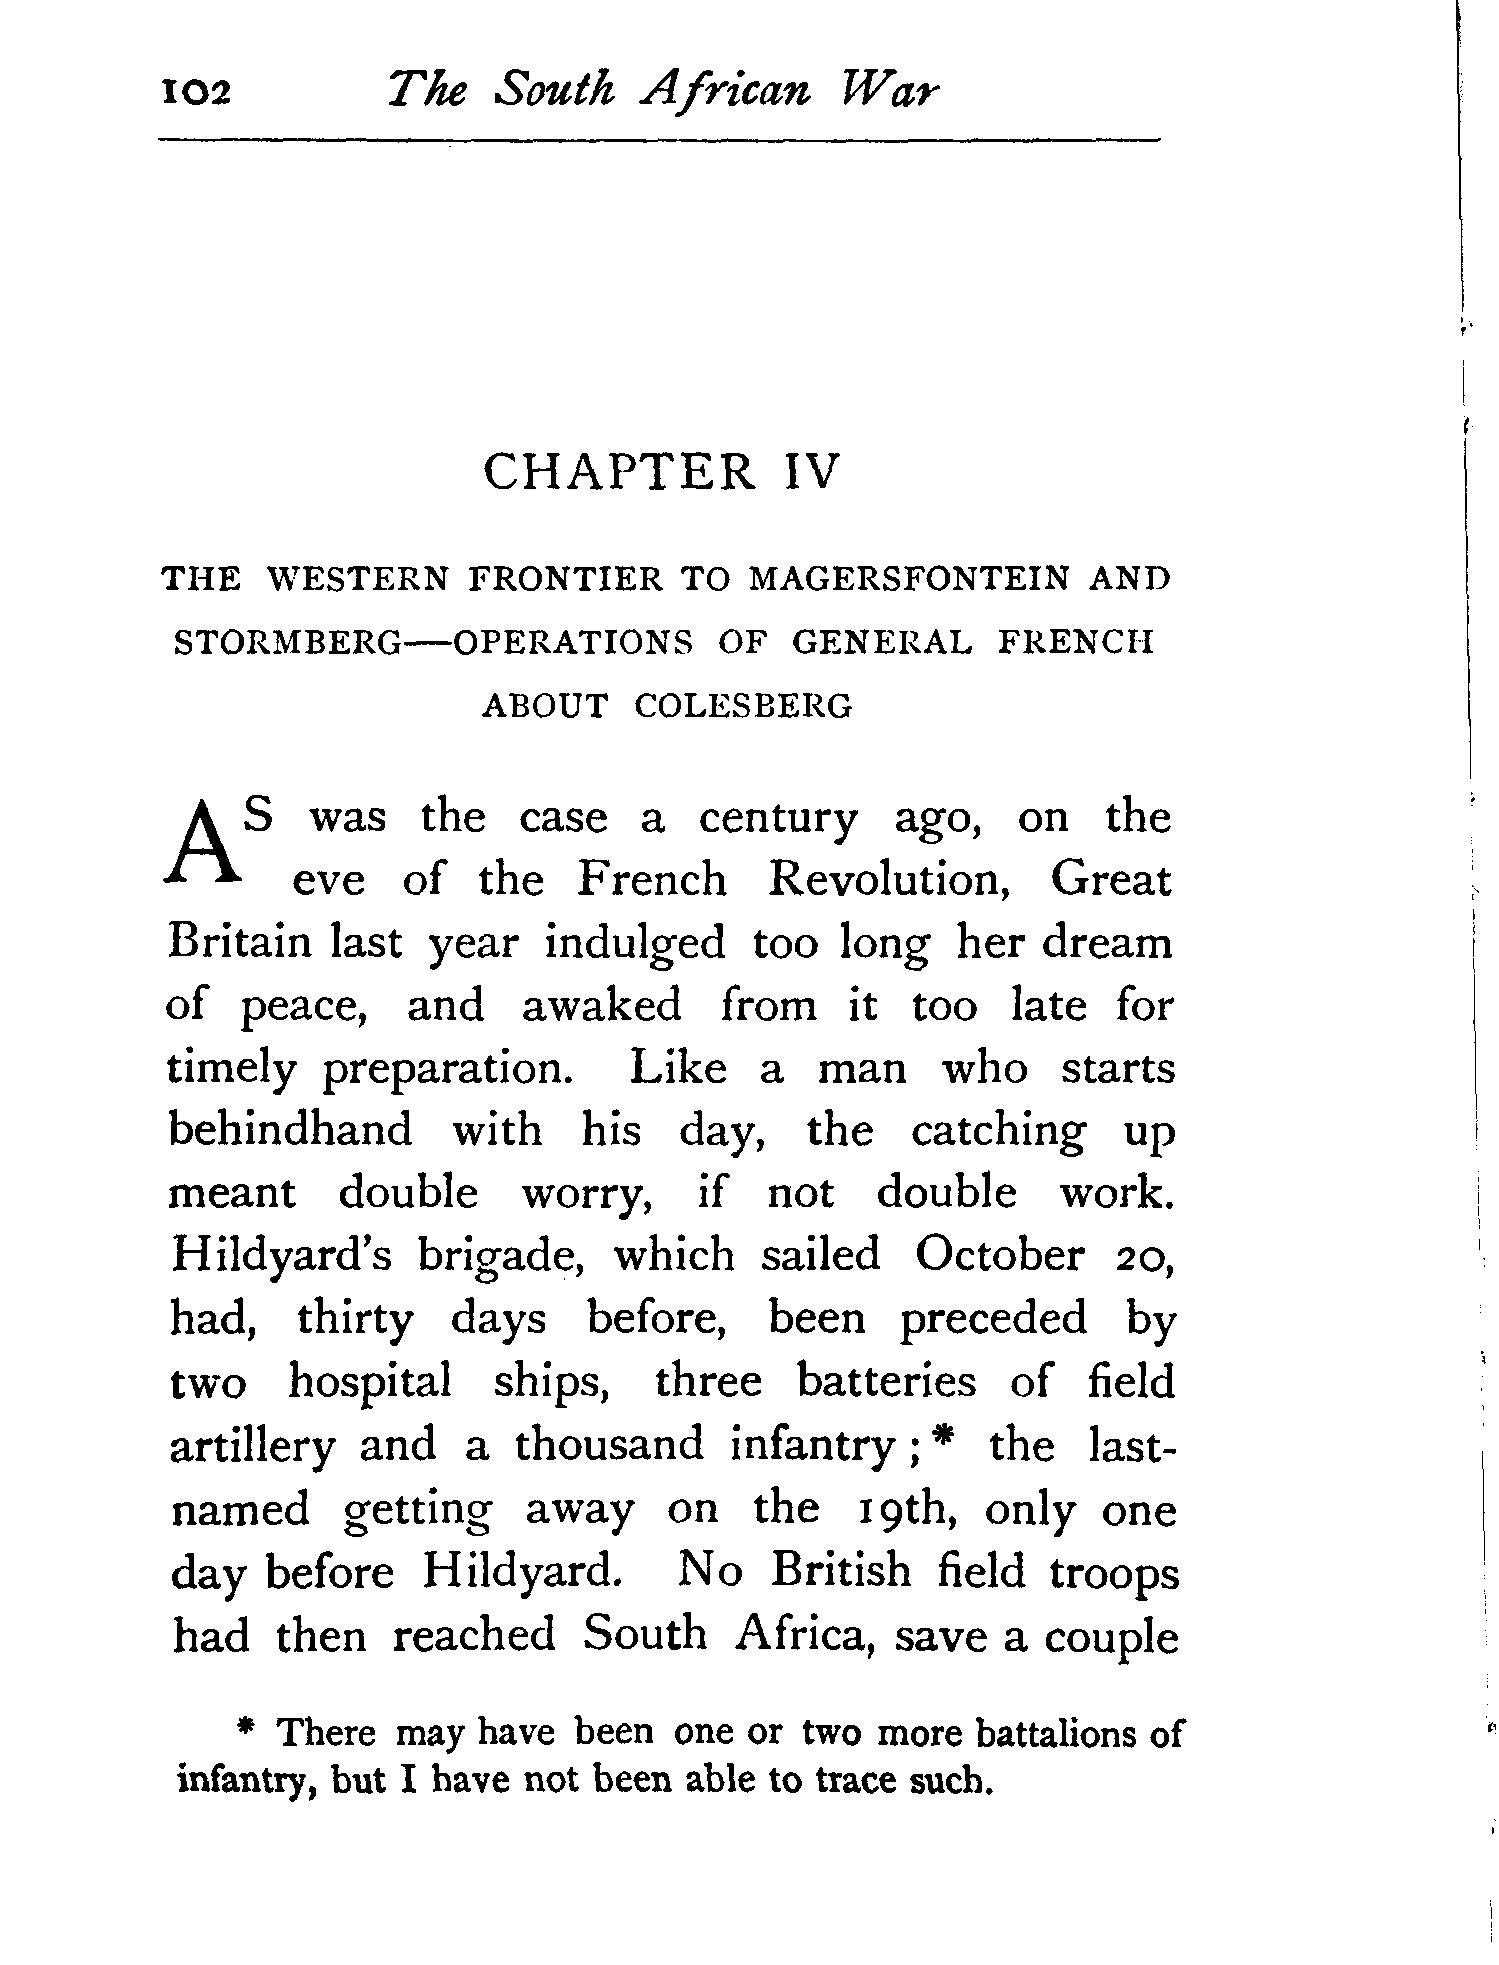 102 The South African War
CHAPTER IV
THE WESTERN FRONTIER TO MAGERSFONTEIN AND
STORMBERG—OPERATIONS OF GENERAL FRENCH
ABOUT COLESBERG
AS was the case a century ago, on the
eve of the French Revolution, Great
Britain last year indulged too long her dream
of peace, and awaked from it too late for
timely preparation. Like a man who starts
behindhand with his day, the catching up
meant double worry, if not double work.
Hildyard's brigade, which sailed October 20,
had, thirty days before, been preceded by
two hospital ships, three batteries of field
artillery and a thousand infantry ; * the last-
named getting away on the 19th, only one
day before Hildyard. No British field troops
had then reached South Africa, save a couple
* There may have been one or two more battalions of
infantry, but I have not been able to trace such.